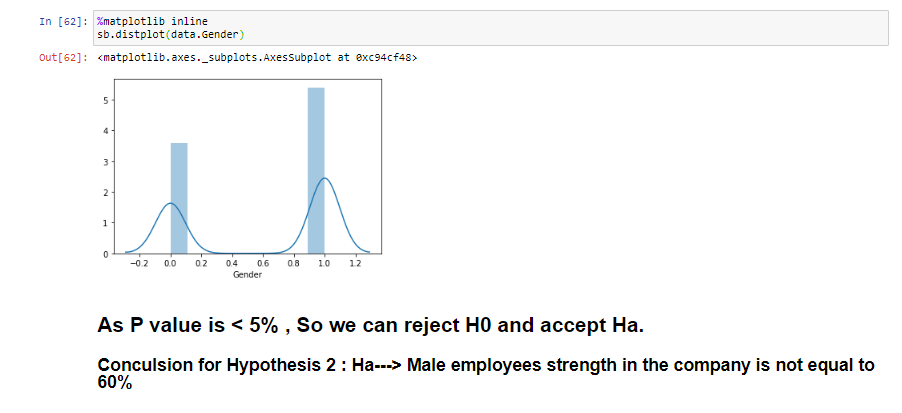 In [62]: %matplotlib inline
sb.distplot(data.Gender)
Out[62]: <matplotlib.axes._subplots.AxesSubplot at 0xc94cf48>
5
4
3
2
1
0
−0.2 0.0 0.2 0.4 0.6 0.8 1.0 1.2
Gender
As P value is < 5% , So we can reject H0 and accept Ha.
Conculsion for Hypothesis 2 : Ha---> Male employees strength in the company is not equal to
60%